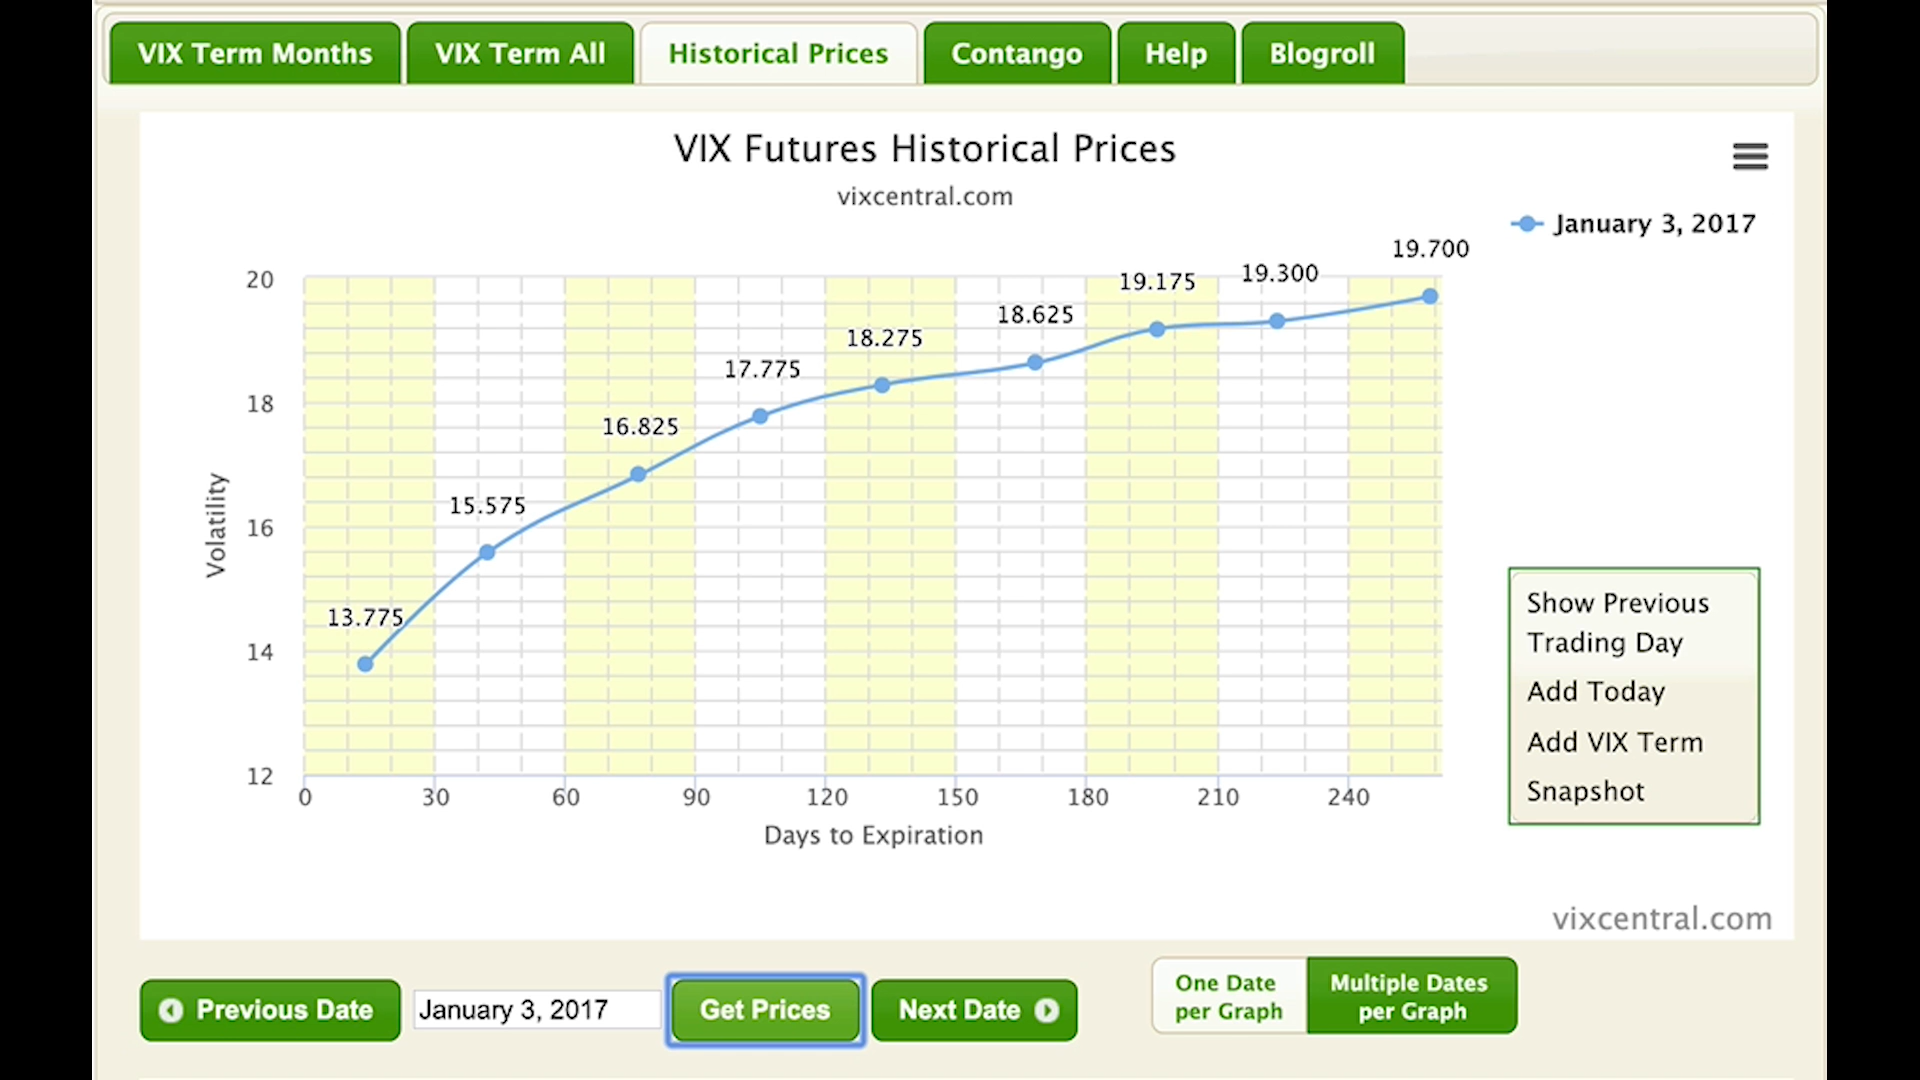 VIX Term Months
VIX Term All
Historical Prices
Contango
Help
Blogroll
VIX Futures Historical Prices
vixcentral.com
January 3, 2017
19.700
19.300
19.175
18.625
18.275
17.775
16.825
15.575
13.775
20
18
16
14
12
Volatility
0
30
60
90
120
150
180
210
240
Days to Expiration
Show Previous
Trading Day
Add Today
Add VIX Term
Snapshot
vixcentral.com
Previous Date
January 3, 2017
Get Prices
Next Date
One Date
per Graph
Multiple Dates
per Graph